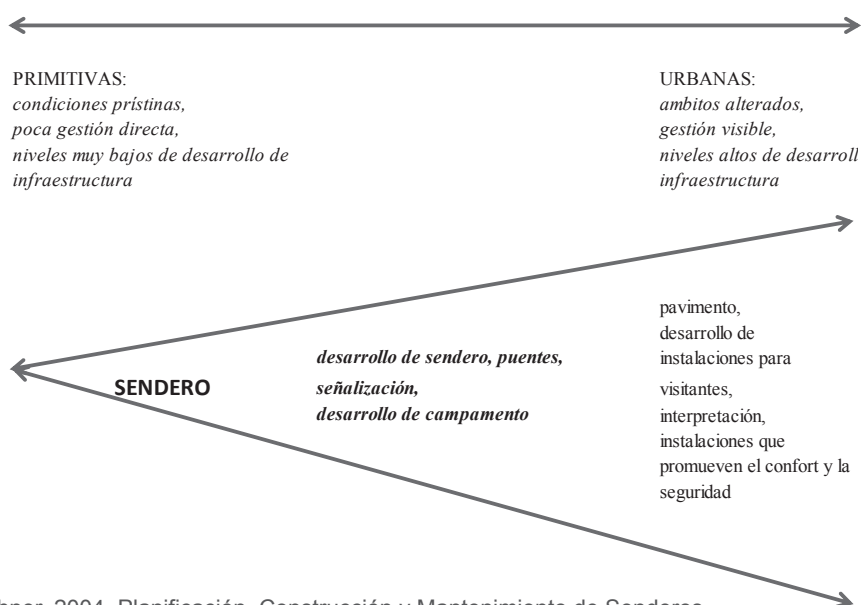 PRIMITIVAS:
condiciones prístinas,
poca gestión directa,
niveles muy bajos de desarrollo de
infraestructura
URBANAS:
ambitos alterados,
gestión visible,
niveles altos de desarroll
infraestructura
SENDERO
desarrollo de sendero, puentes,
señalización,
desarrollo de campamento
pavimento,
desarrollo de
instalaciones para
visitantes,
interpretación,
instalaciones que
promueven el confort y la
seguridad
2004. Planificación, Construcción y Mantenimiento de Senderos